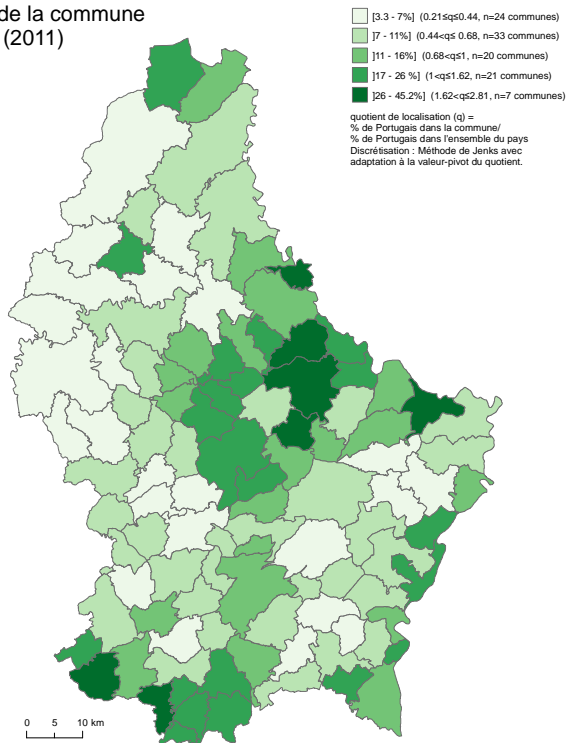 de la commune
(2011)
[3.3 - 7%] (0.21≤q≤0.44, n=24 communes)
]7 - 11%] (0.44<q≤ 0.68, n=33 communes)
]11 - 16%] (0.68<q≤1, n=20 communes)
]17 - 26 %] (1<q≤1.62, n=21 communes)
]26 - 45.2%] (1.62<q≤2.81, n=7 communes)
quotient de localisation (q) =
% de Portugais dans la commune/
% de Portugais dans l'ensemble du pays
Discrétisation : Méthode de Jenks avec
adaptation à la valeur-pivot du quotient.
0 5 10 km